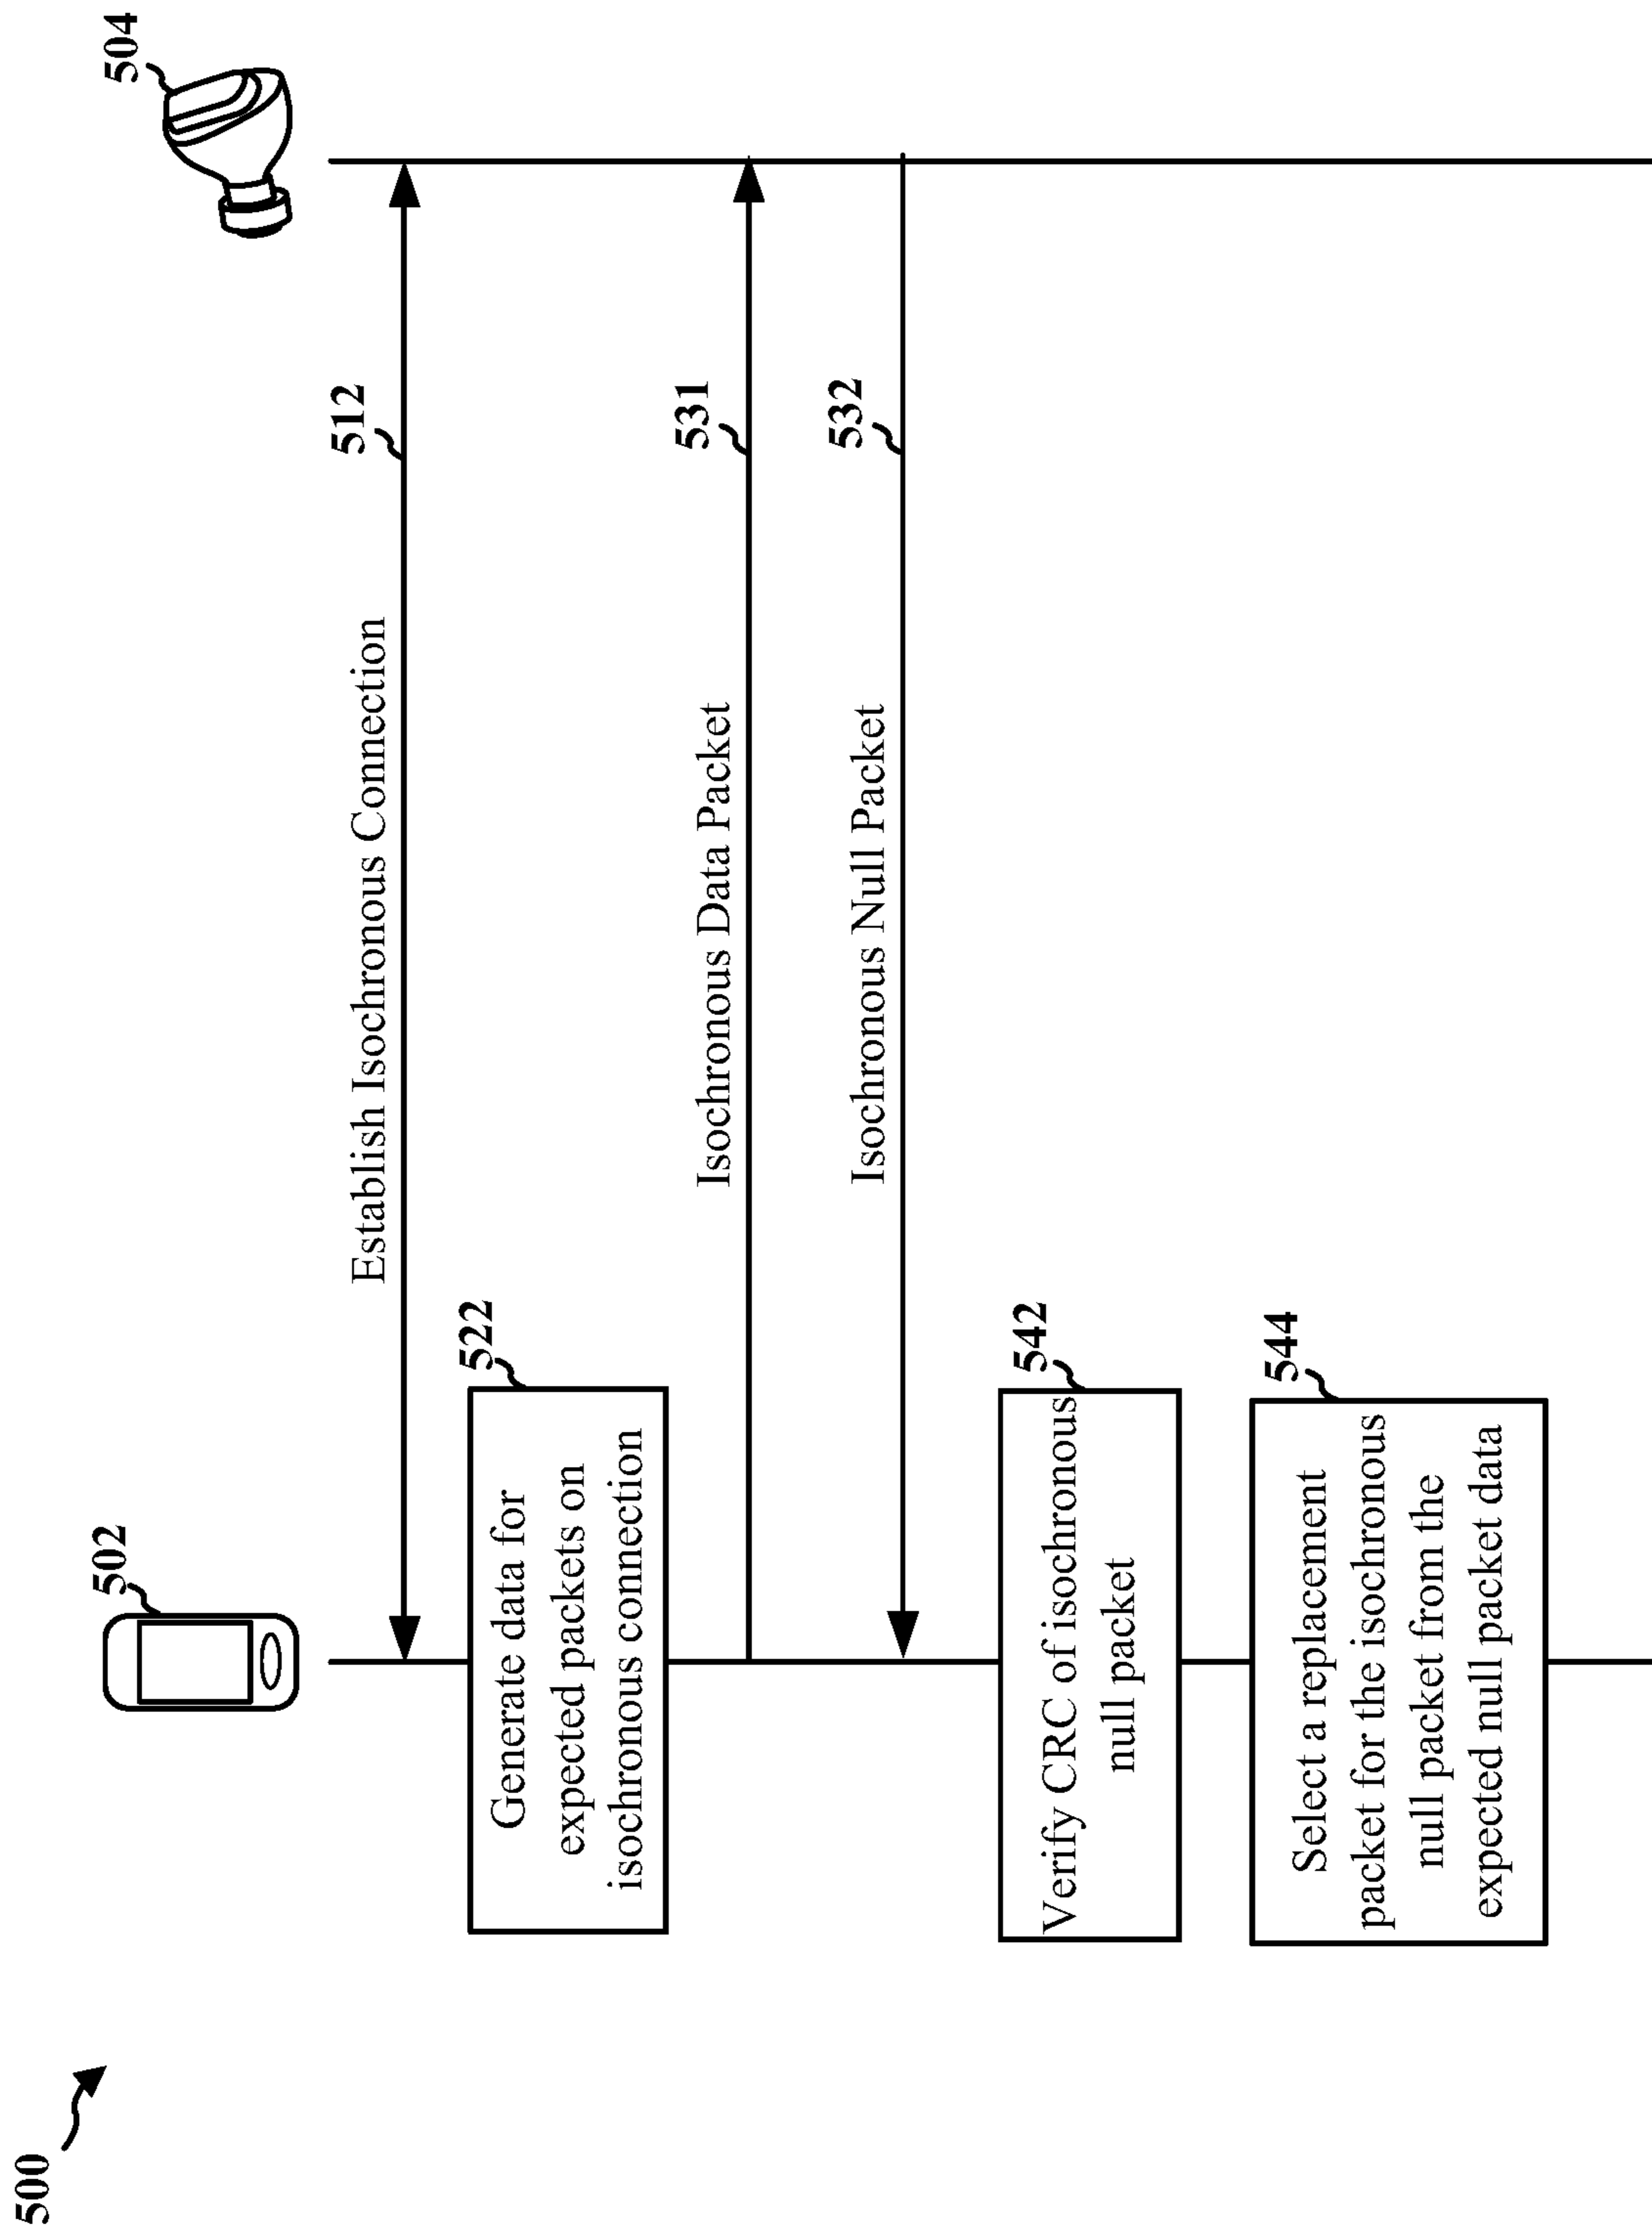 500
502
504
512
Establish Isochronous Connection
522
Generate data for
expected packets on
isochronous connection
531
Isochronous Data Packet
532
Isochronous Null Packet
542
Verify CRC of isochronous
null packet
544
Select a replacement
packet for the isochronous
null packet from the
expected null packet data